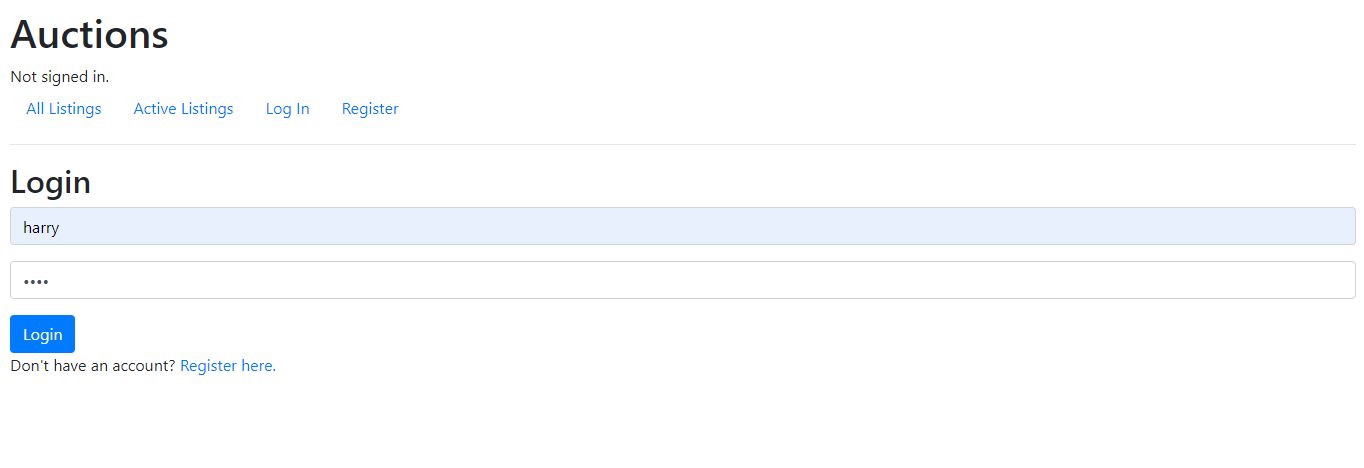 Auctions
Not signed in.
All Listings Active Listings Log In Register
Login
harry
••••
Login
Don't have an account? Register here.